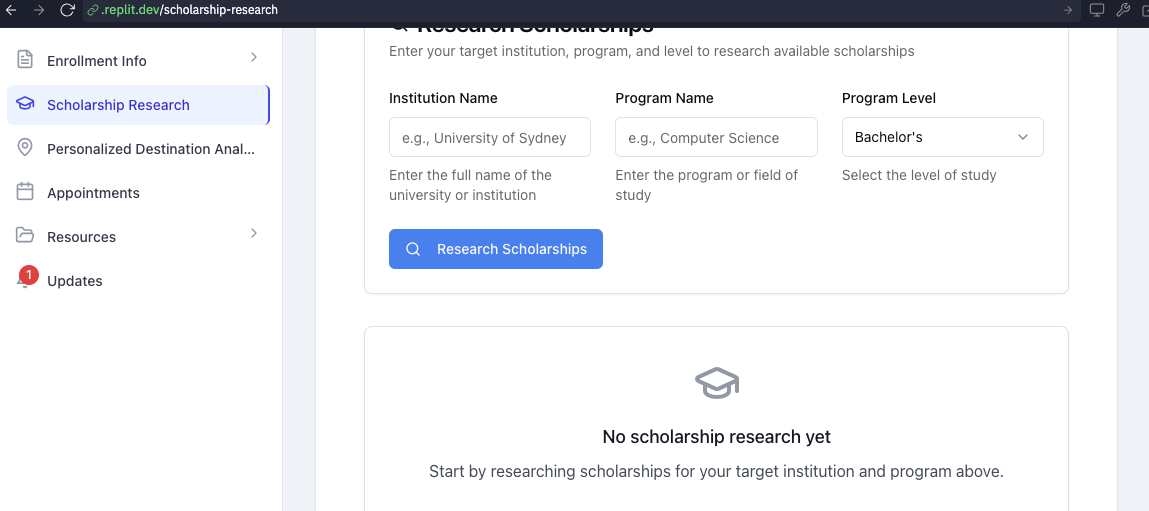 .replit.dev/scholarship-research
Enrollment Info
Scholarship Research
Personalized Destination Anal...
Appointments
Resources
1
Updates
Research Scholarships
Enter your target institution, program, and level to research available scholarships
Institution Name
e.g., University of Sydney
Enter the full name of the
university or institution
Program Name
e.g., Computer Science
Enter the program or field of
study
Program Level
Bachelor's
Select the level of study
Research Scholarships
No scholarship research yet
Start by researching scholarships for your target institution and program above.